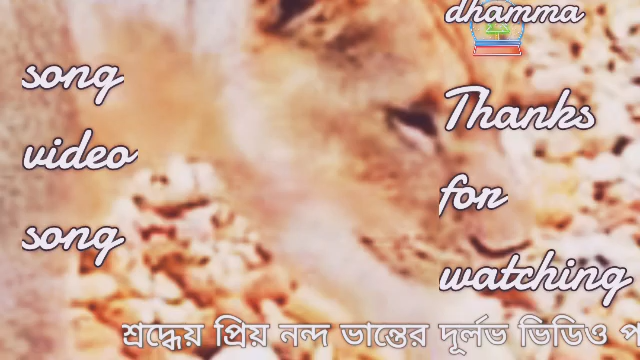 dhamma
song
video
song
Thanks
for
watching
শ্রদ্ধেয় প্রিয় নন্দ ভান্তের দূর্লভ ভিডিও